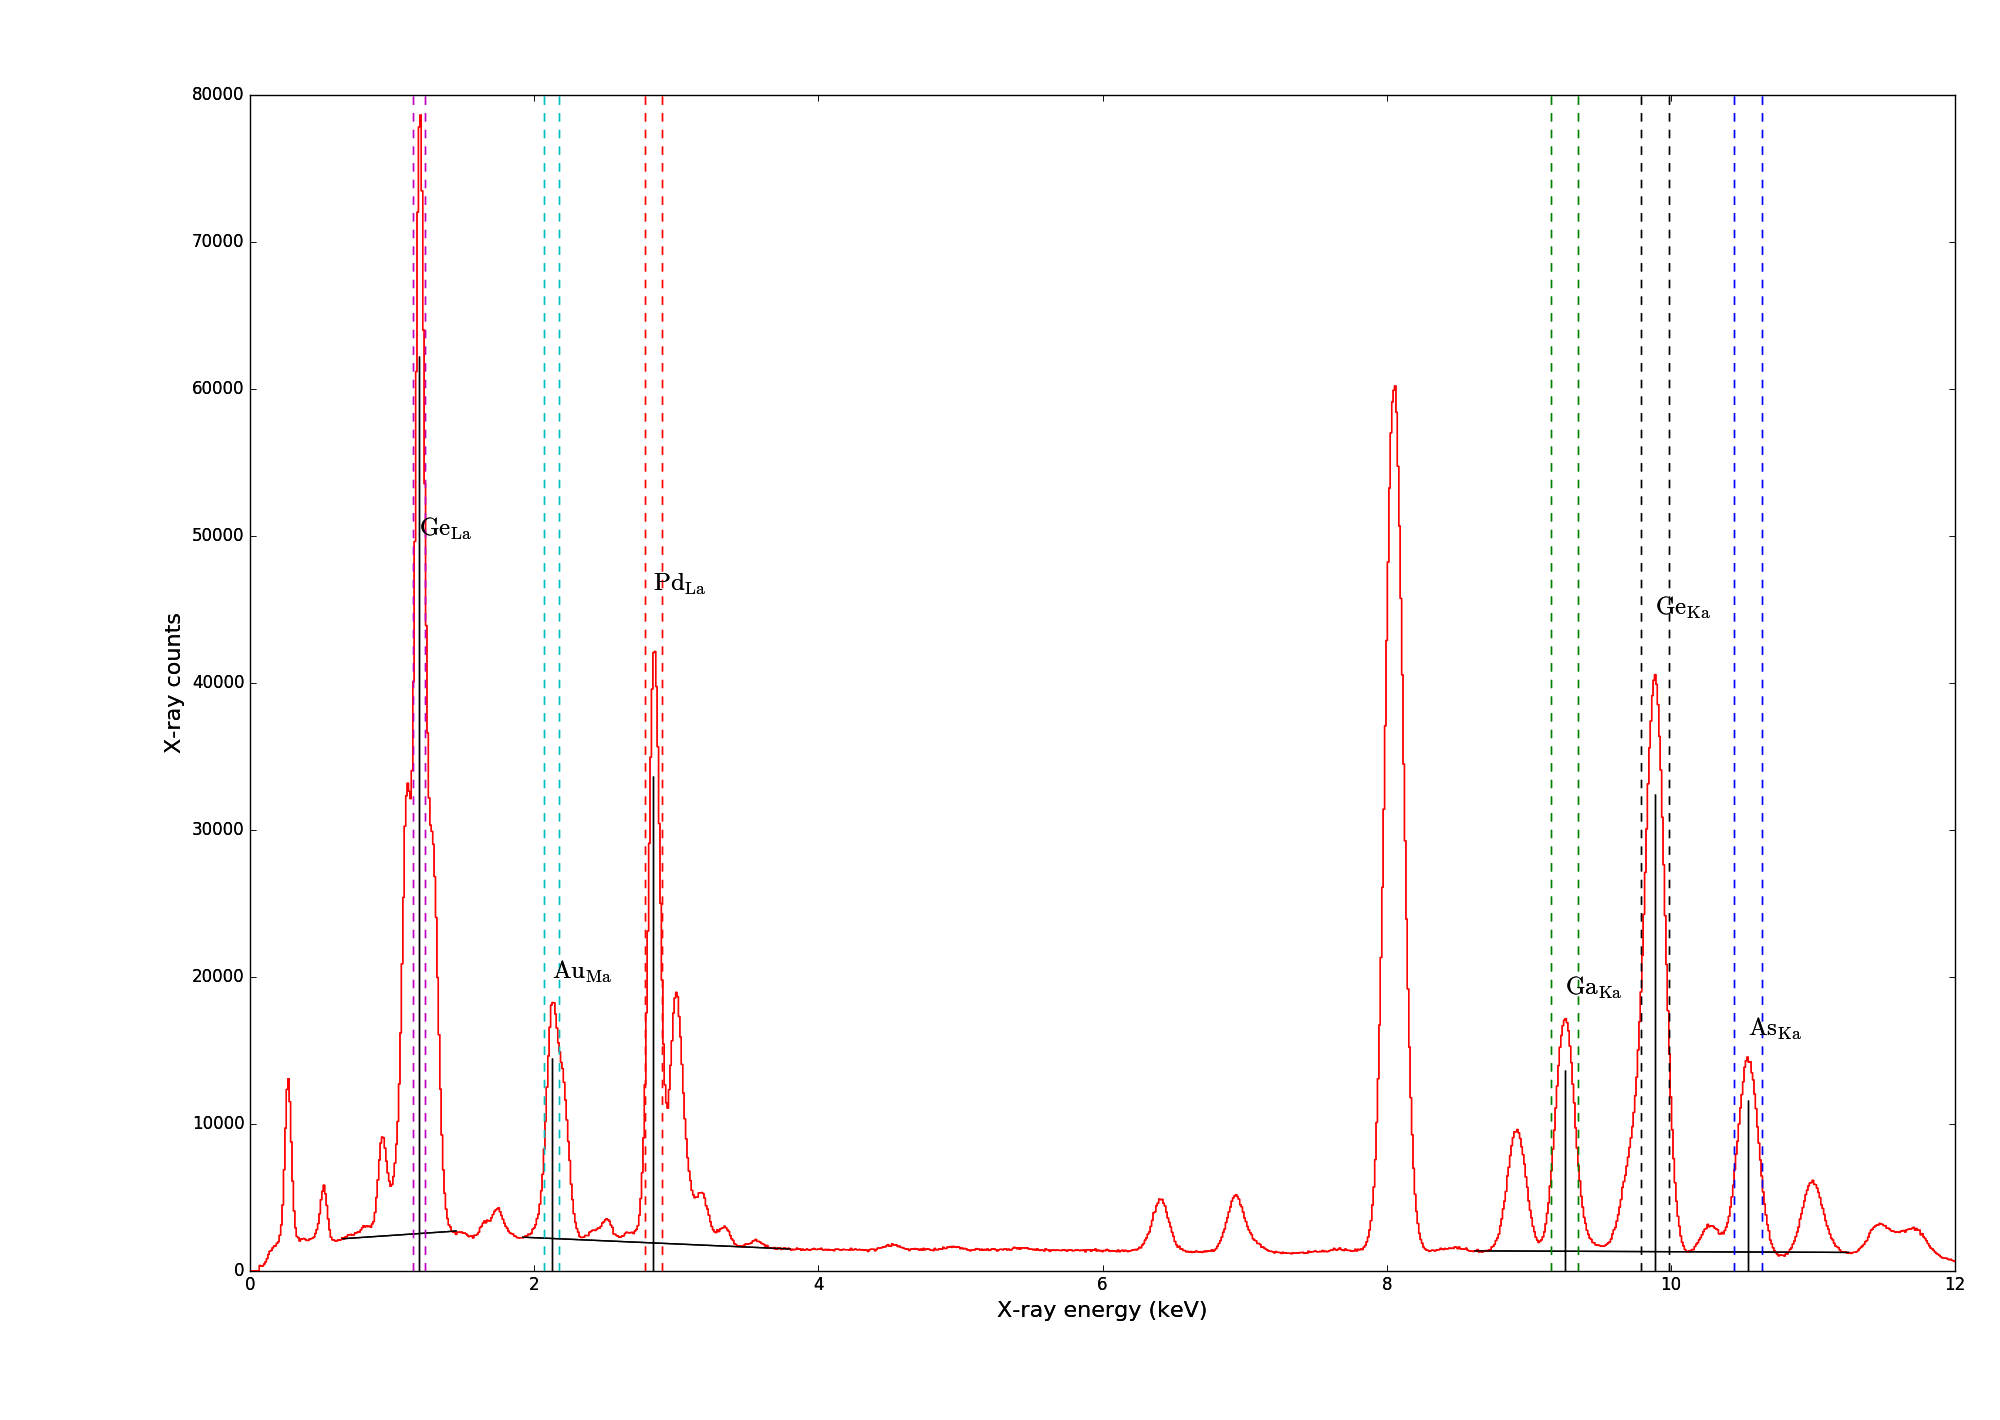 80000
70000
60000
50000
40000
30000
20000
10000
0
X-ray counts
Ge_La
Pd_La
Ge_Ka
Au_Ma
Ga_Ka
As_Ka
0 2 4 6 8 10 12
X-ray energy (keV)